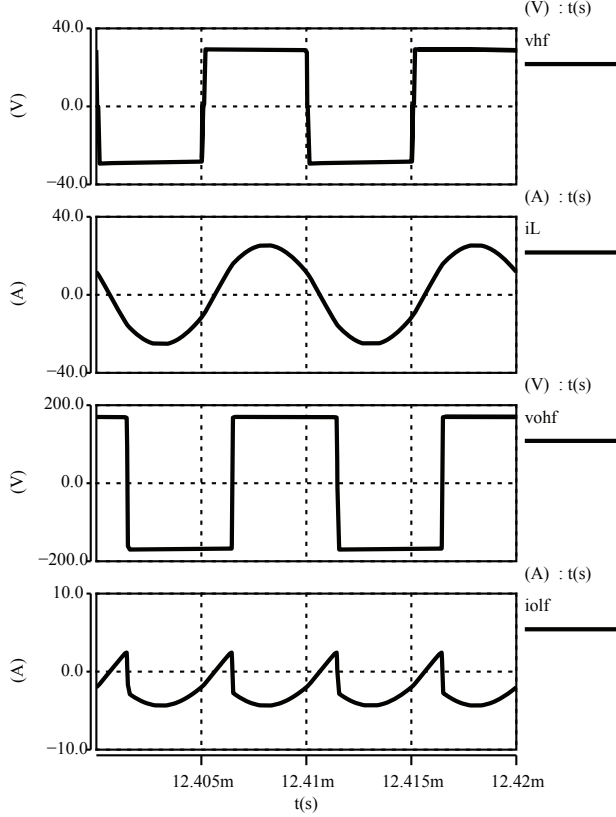 (V) : t(s)
vhf
40.0
0.0
−40.0
(V)
(A) : t(s)
iL
40.0
0.0
−40.0
(A)
(V) : t(s)
vohf
200.0
0.0
−200.0
(V)
(A) : t(s)
iolf
10.0
0.0
−10.0
(A)
12.405m 12.41m 12.415m 12.42m
t(s)